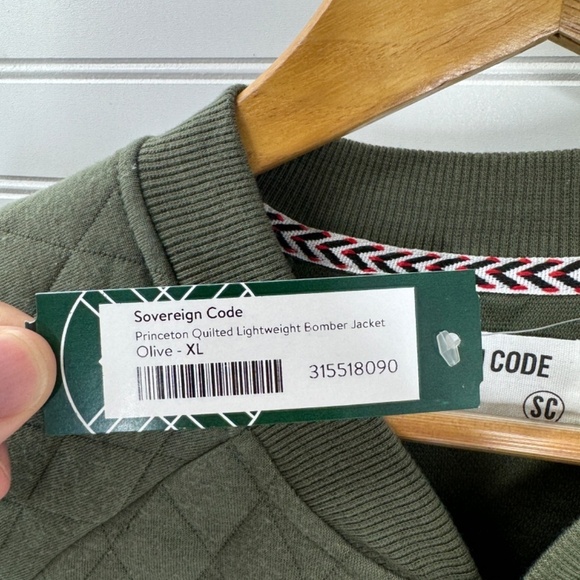 Sovereign Code
Princeton Quilted Lightweight Bomber Jacket
Olive - XL
315518090
CODE
SC